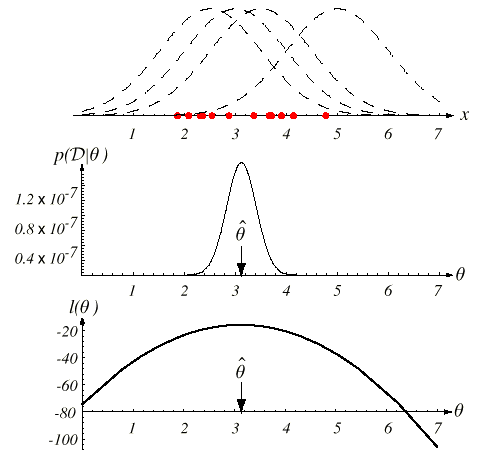 1 2 3 4 5 6 7 x
p(D|θ)
1.2 x 10⁻⁷
0.8 x 10⁻⁷
0.4 x 10⁻⁷
θ̂
1 2 3 4 5 6 7 θ
l(θ)
-20
-40
-60
-80
-100
θ̂
1 2 3 4 5 6 7 θ